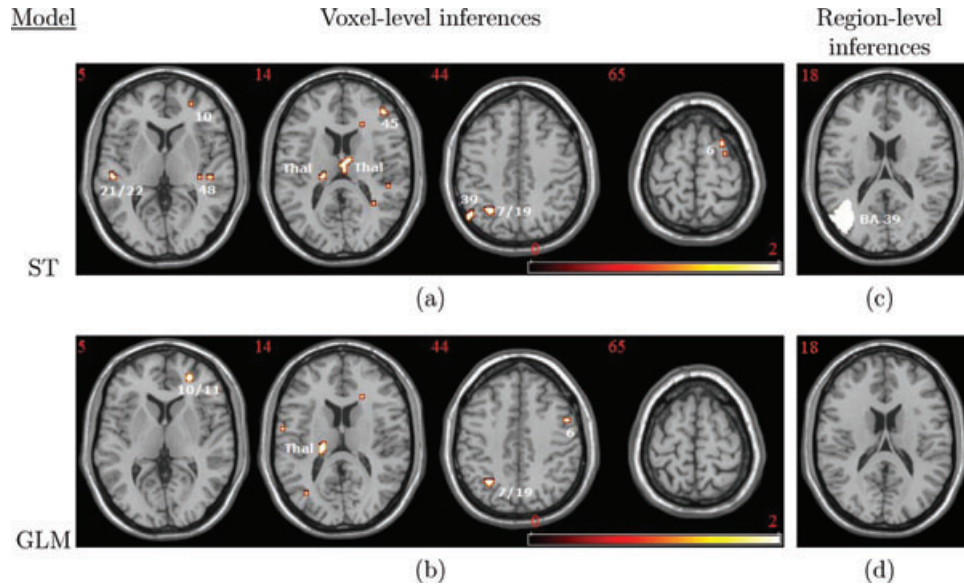 Model
Voxel-level inferences
Region-level
inferences
5
14
44
65
18
10
45
Thal
Thal
21/22
48
39
7/19
6
BA 39
0
2
ST
(a)
(c)
5
14
44
65
18
10/11
Thal
6
7/19
0
2
GLM
(b)
(d)